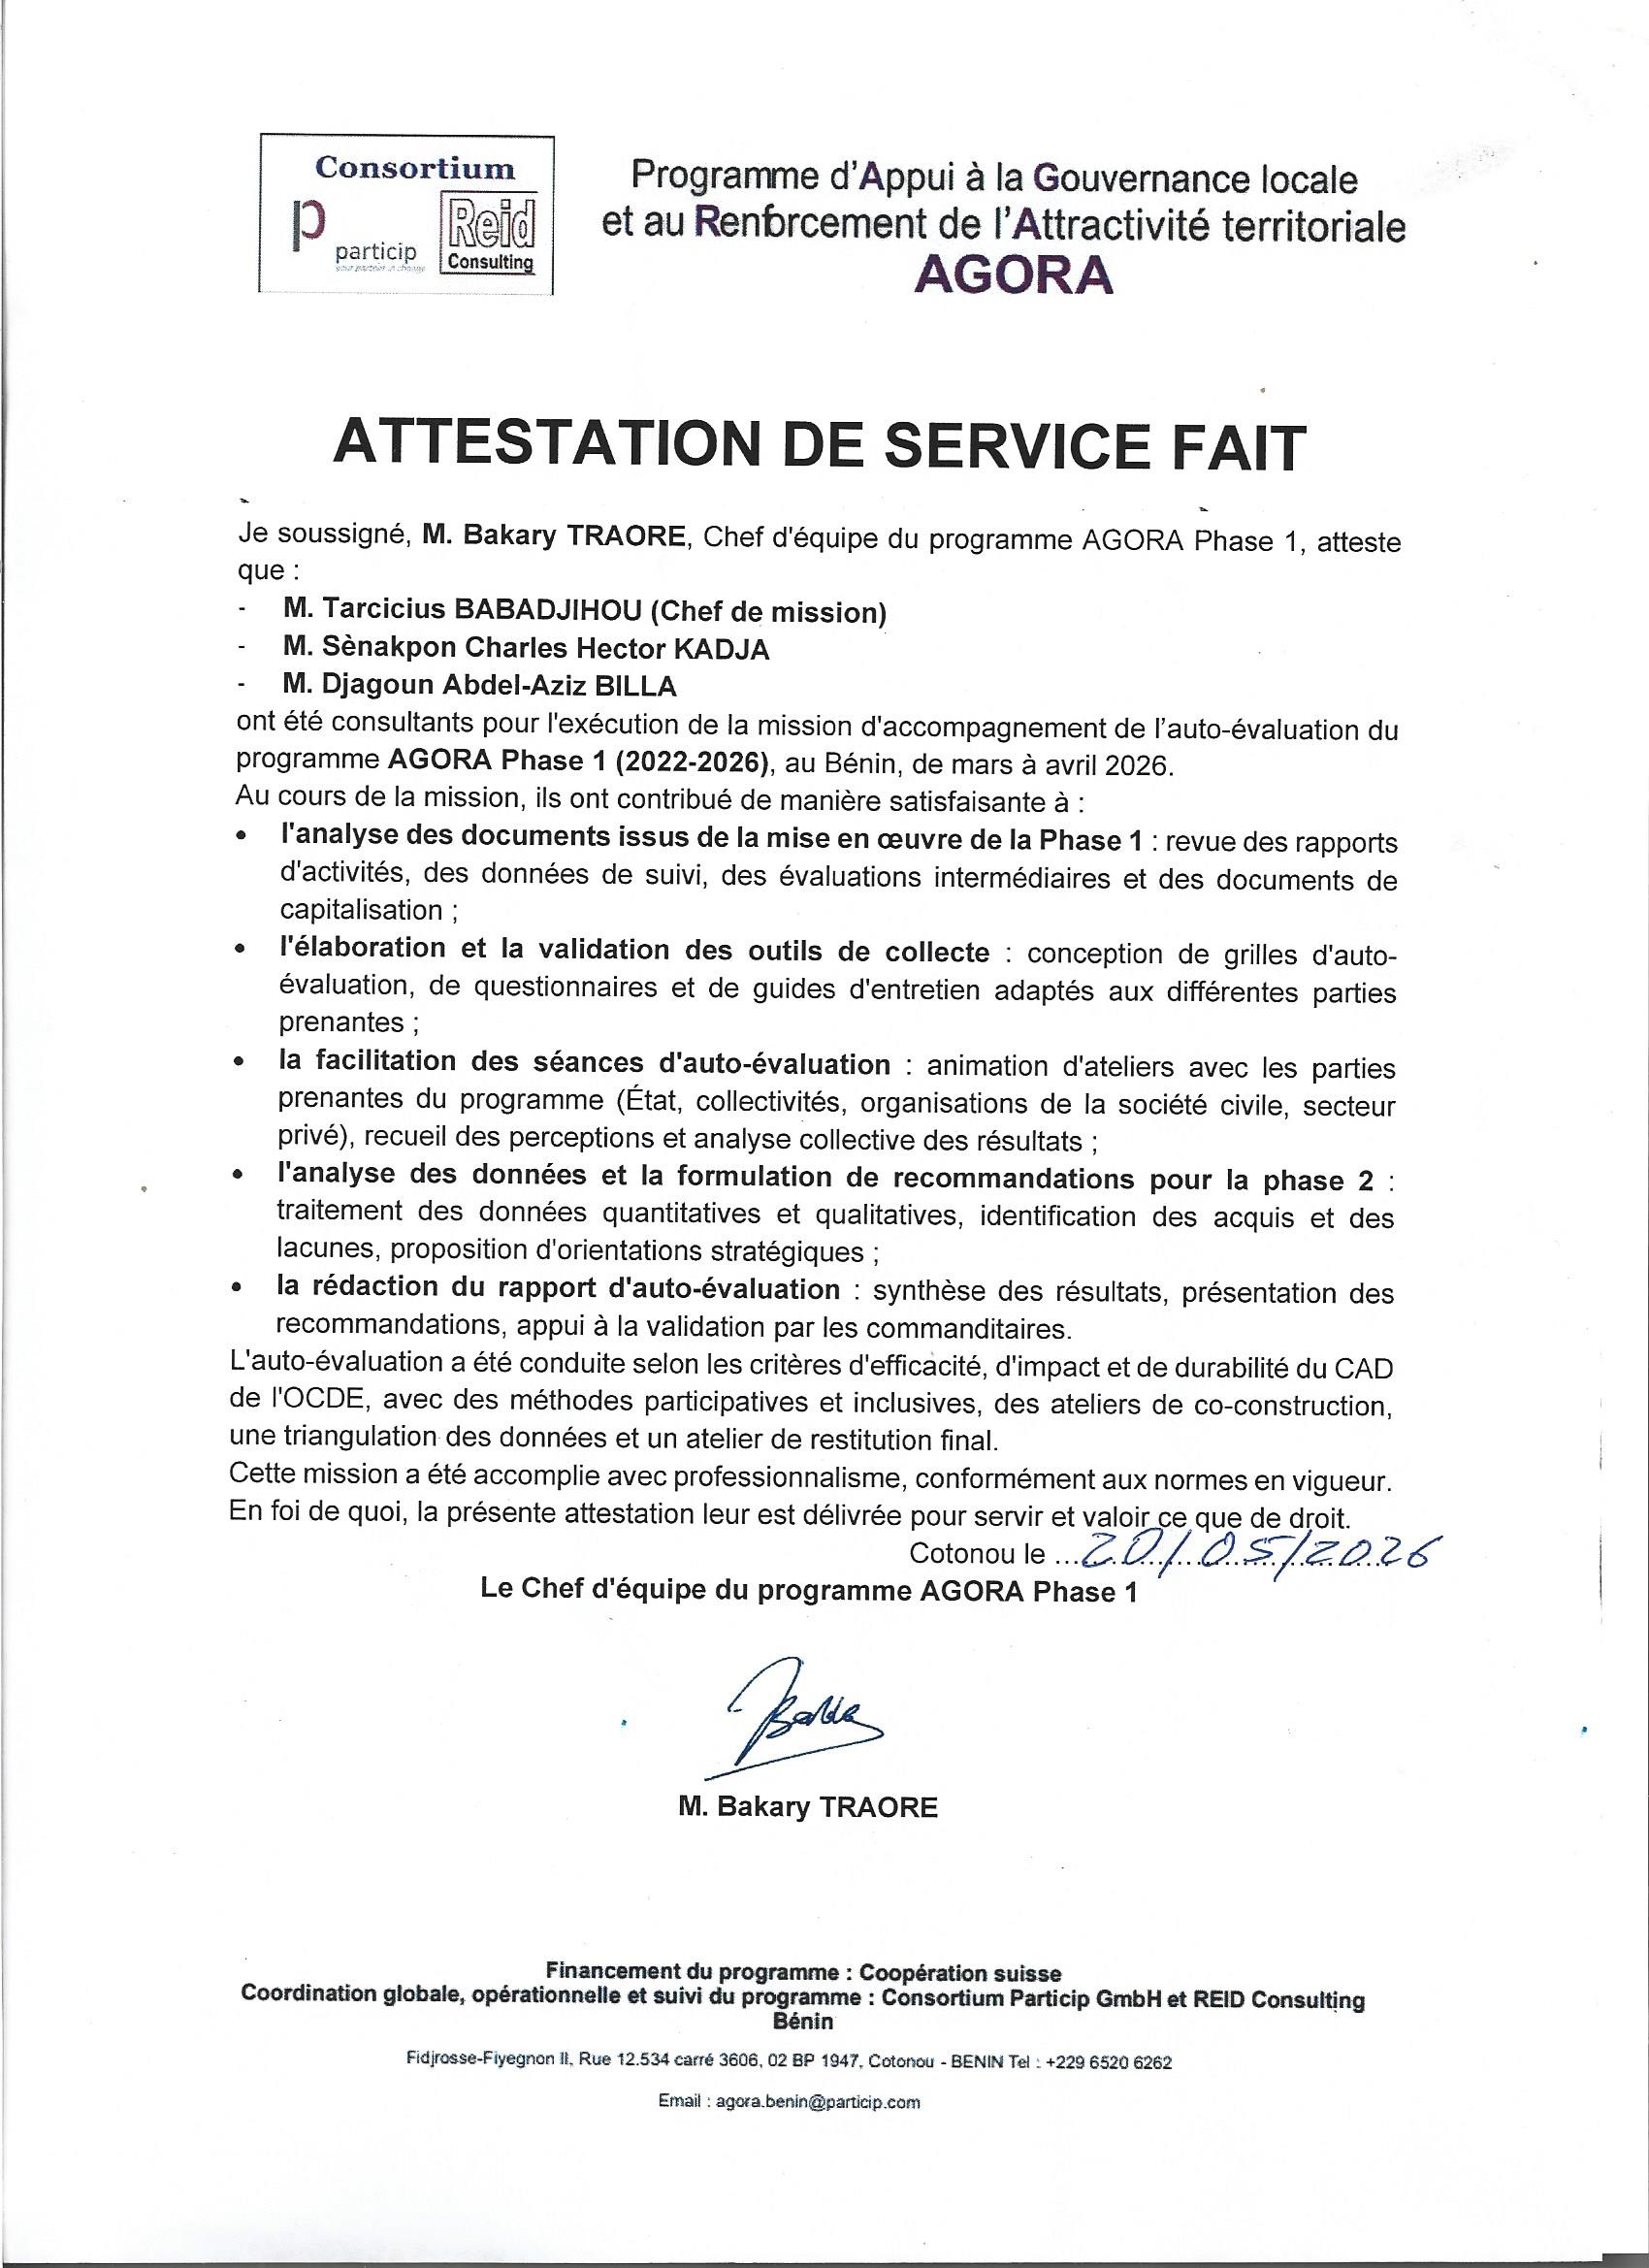 Consortium
particip
your partner in change
Reid
Consulting
Programme d'Appui à la Gouvernance locale
et au Renforcement de l'Attractivité territoriale
AGORA
ATTESTATION DE SERVICE FAIT
Je soussigné, M. Bakary TRAORE, Chef d'équipe du programme AGORA Phase 1, atteste
que :
- M. Tarcicius BABADJIHOU (Chef de mission)
- M. Sènakpon Charles Hector KADJA
- M. Djagoun Abdel-Aziz BILLA
ont été consultants pour l'exécution de la mission d'accompagnement de l'auto-évaluation du
programme AGORA Phase 1 (2022-2026), au Bénin, de mars à avril 2026.
Au cours de la mission, ils ont contribué de manière satisfaisante à :
• l'analyse des documents issus de la mise en œuvre de la Phase 1 : revue des rapports
d'activités, des données de suivi, des évaluations intermédiaires et des documents de
capitalisation ;
• l'élaboration et la validation des outils de collecte : conception de grilles d'auto-
évaluation, de questionnaires et de guides d'entretien adaptés aux différentes parties
prenantes ;
• la facilitation des séances d'auto-évaluation : animation d'ateliers avec les parties
prenantes du programme (État, collectivités, organisations de la société civile, secteur
privé), recueil des perceptions et analyse collective des résultats ;
• l'analyse des données et la formulation de recommandations pour la phase 2 :
traitement des données quantitatives et qualitatives, identification des acquis et des
lacunes, proposition d'orientations stratégiques ;
• la rédaction du rapport d'auto-évaluation : synthèse des résultats, présentation des
recommandations, appui à la validation par les commanditaires.
L'auto-évaluation a été conduite selon les critères d'efficacité, d'impact et de durabilité du CAD
de l'OCDE, avec des méthodes participatives et inclusives, des ateliers de co-construction,
une triangulation des données et un atelier de restitution final.
Cette mission a été accomplie avec professionnalisme, conformément aux normes en vigueur.
En foi de quoi, la présente attestation leur est délivrée pour servir et valoir ce que de droit.
Cotonou le ...20/05/2026
Le Chef d'équipe du programme AGORA Phase 1
M. Bakary TRAORE
Financement du programme : Coopération suisse
Coordination globale, opérationnelle et suivi du programme : Consortium Particip GmbH et REID Consulting
Bénin
Fidjrosse-Fiyegnon II, Rue 12.534 carré 3606, 02 BP 1947, Cotonou - BENIN Tel : +229 6520 6262
Email : agora.benin@particip.com